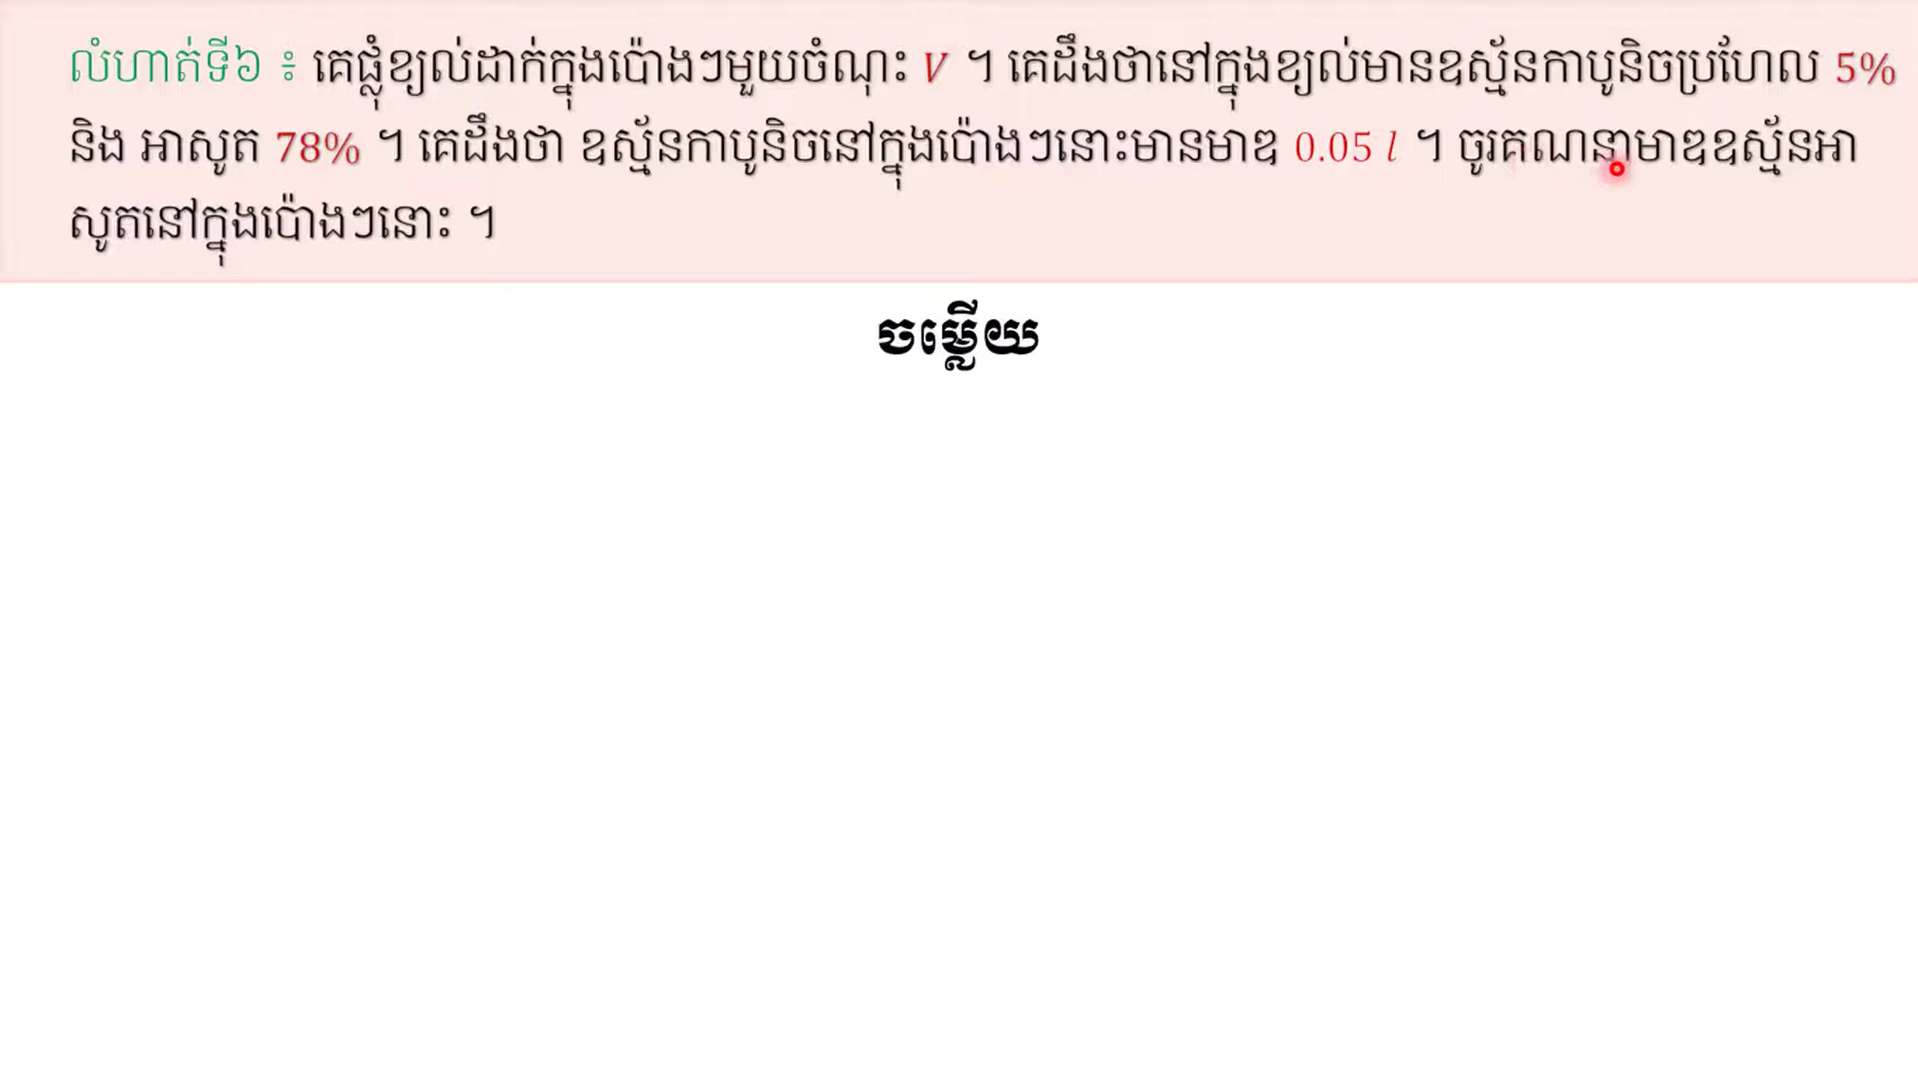 លំហាត់ទី៦ ៖ គេផ្លុំខ្យល់ដាក់ក្នុងប៉ោងៗមួយចំណុះ V ។ គេដឹងថានៅក្នុងខ្យល់មានឧស្ម័នកាបូនិចប្រហែល 5%
និង អាសូត 78% ។ គេដឹងថា ឧស្ម័នកាបូនិចនៅក្នុងប៉ោងៗនោះមានមាឌ 0.05 l ។ ចូរគណនាមាឌឧស្ម័នអា
សូតនៅក្នុងប៉ោងៗនោះ ។
ចម្លើយ